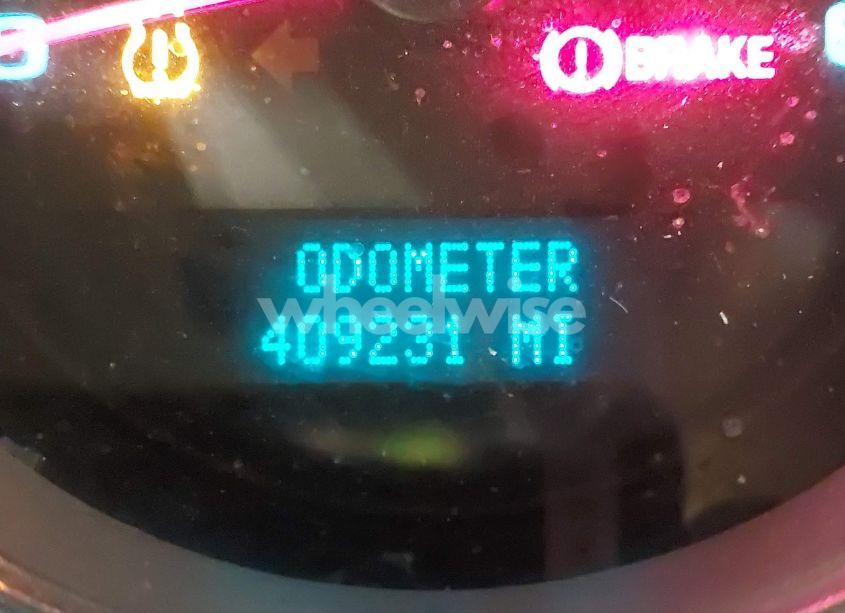 BRAKE
ODOMETER
wheelwise
409231 MI